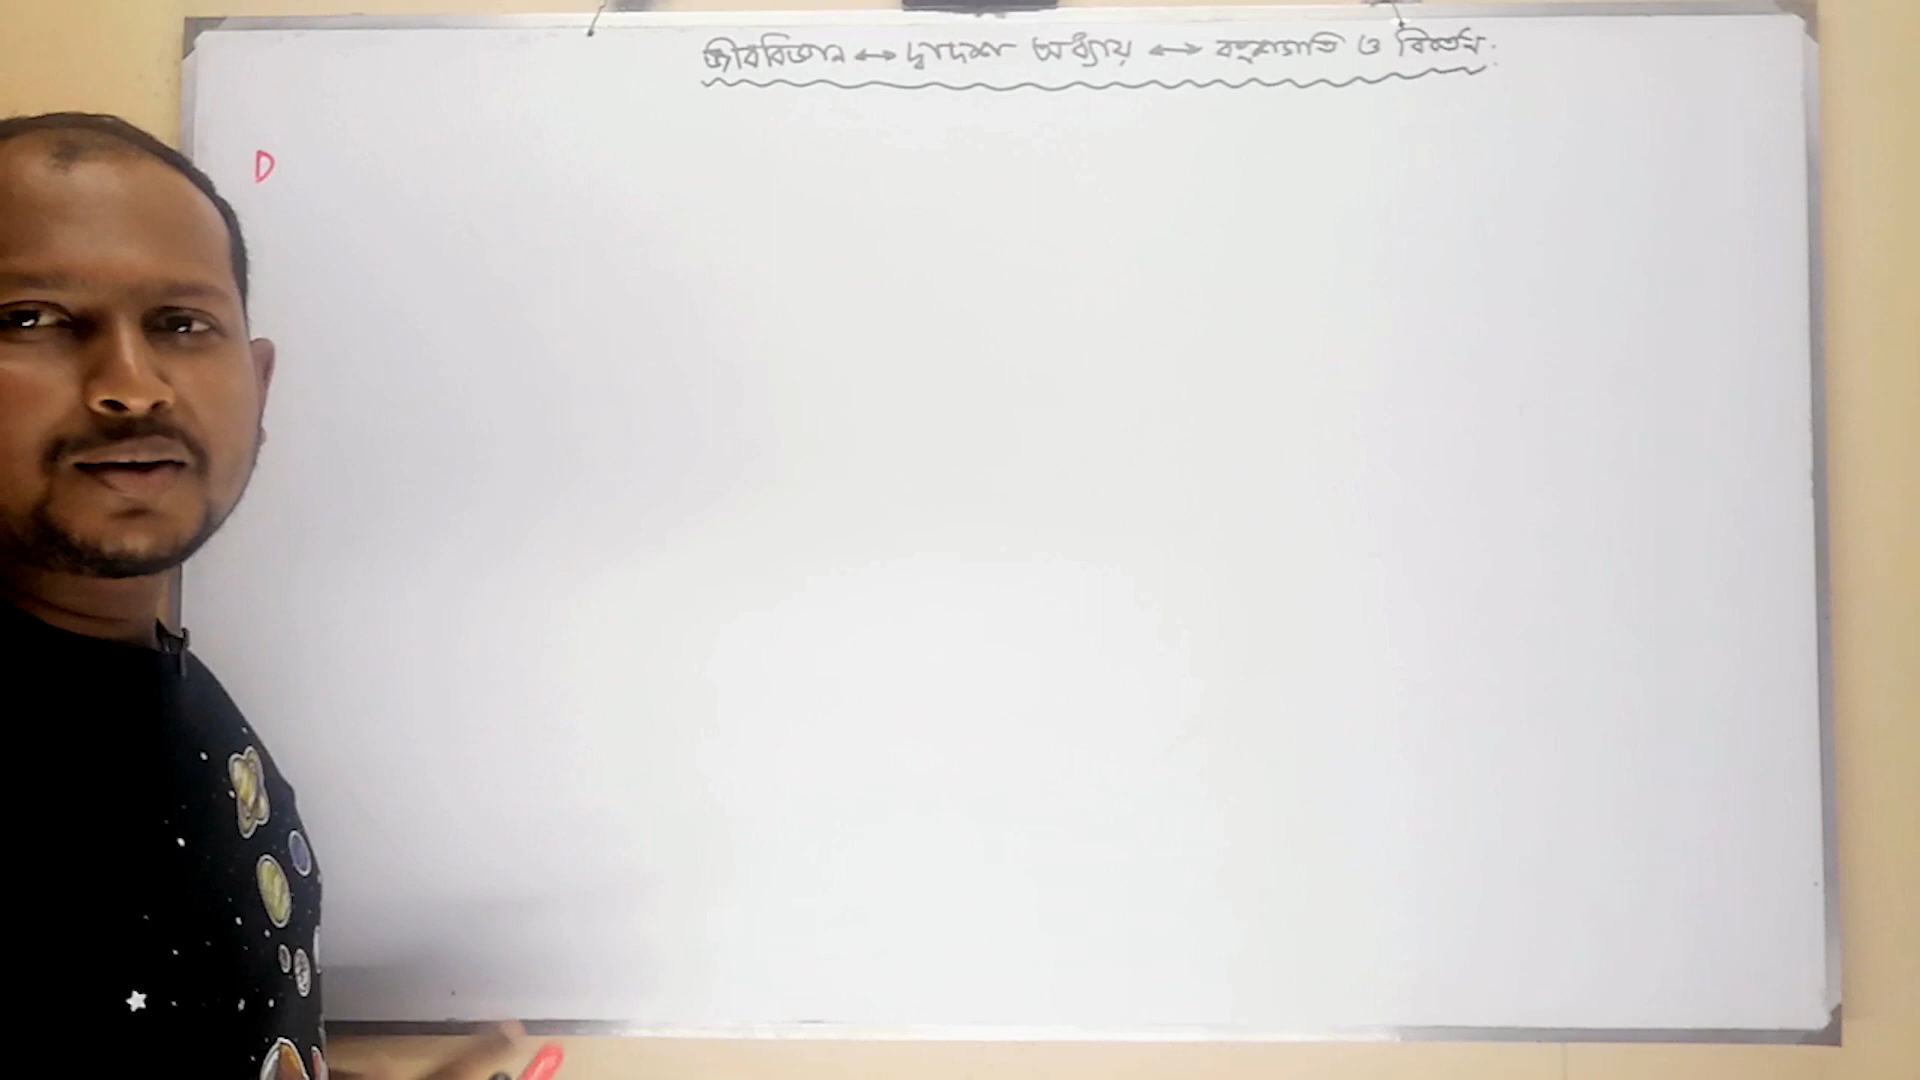 জীববিজ্ঞান ↔ দ্বাদশ অধ্যায় ↔ বংশগতি ও বিবর্তন:
D